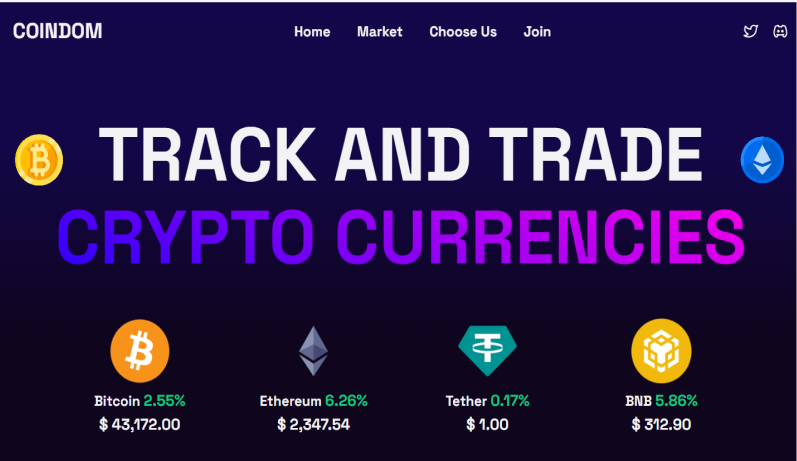 COINDOM
Home Market Choose Us Join
TRACK AND TRADE
CRYPTO CURRENCIES
Bitcoin 2.55% Ethereum 6.26% Tether 0.17% BNB 5.86%
$ 43,172.00 $ 2,347.54 $ 1.00 $ 312.90